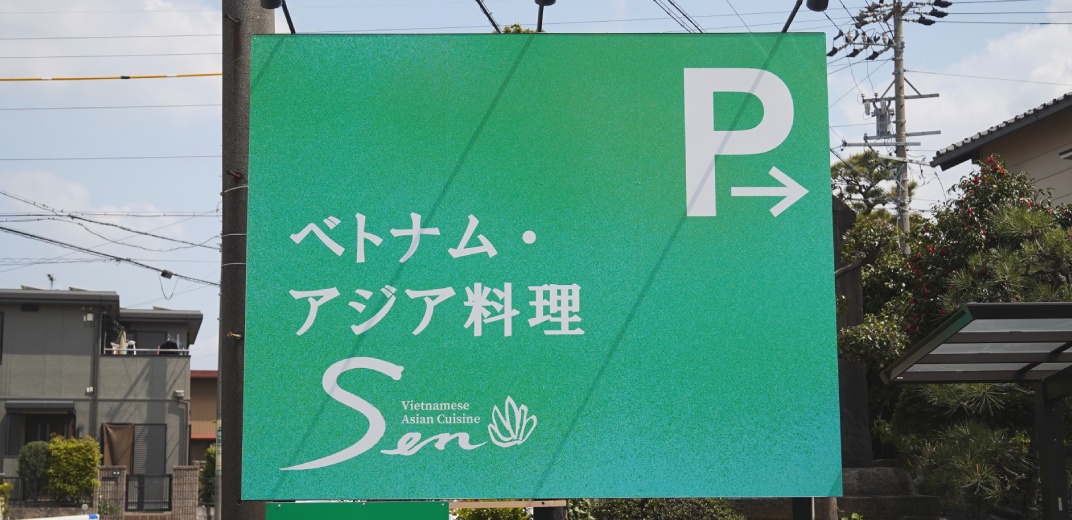 P→
ベトナム・
アジア料理
Sen
Vietnamese
Asian Cuisine